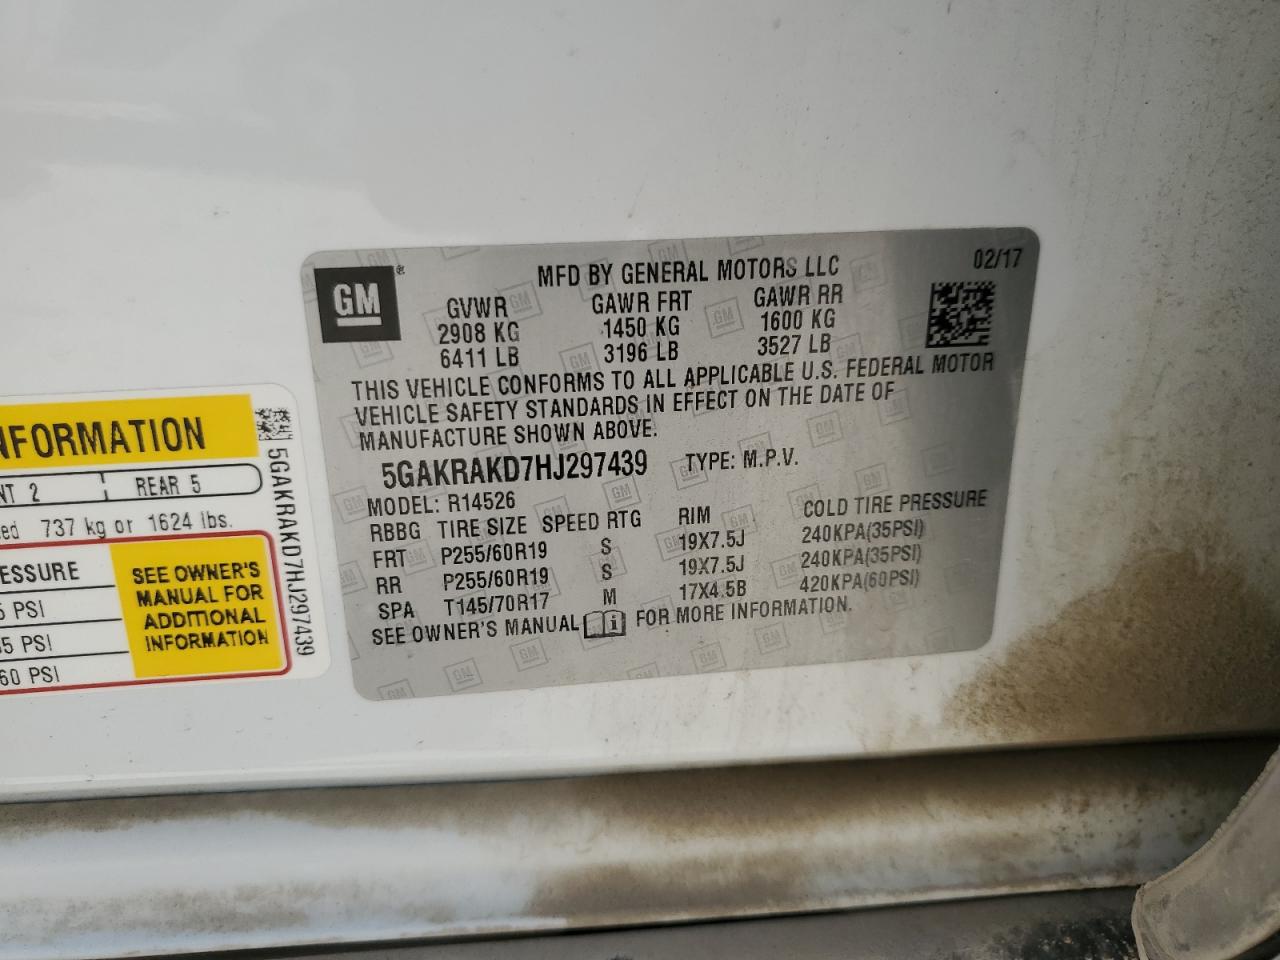 GM®
MFD BY GENERAL MOTORS LLC
02/17
GVWR GAWR FRT GAWR RR
2908 KG 1450 KG 1600 KG
6411 LB 3196 LB 3527 LB
THIS VEHICLE CONFORMS TO ALL APPLICABLE U.S. FEDERAL MOTOR
VEHICLE SAFETY STANDARDS IN EFFECT ON THE DATE OF
MANUFACTURE SHOWN ABOVE.
5GAKRAKD7HJ297439 TYPE: M.P.V.
MODEL: R14526
RBBG TIRE SIZE SPEED RTG RIM COLD TIRE PRESSURE
FRT P255/60R19 S 19X7.5J 240KPA(35PSI)
RR P255/60R19 S 19X7.5J 240KPA(35PSI)
SPA T145/70R17 M 17X4.5B 420KPA(60PSI)
SEE OWNER'S MANUAL i FOR MORE INFORMATION.
NFORMATION
NT 2 REAR 5
ed 737 kg or 1624 lbs.
ESSURE
5 PSI
35 PSI
60 PSI
SEE OWNER'S
MANUAL FOR
ADDITIONAL
INFORMATION
5GAKRAKD7HJ297439